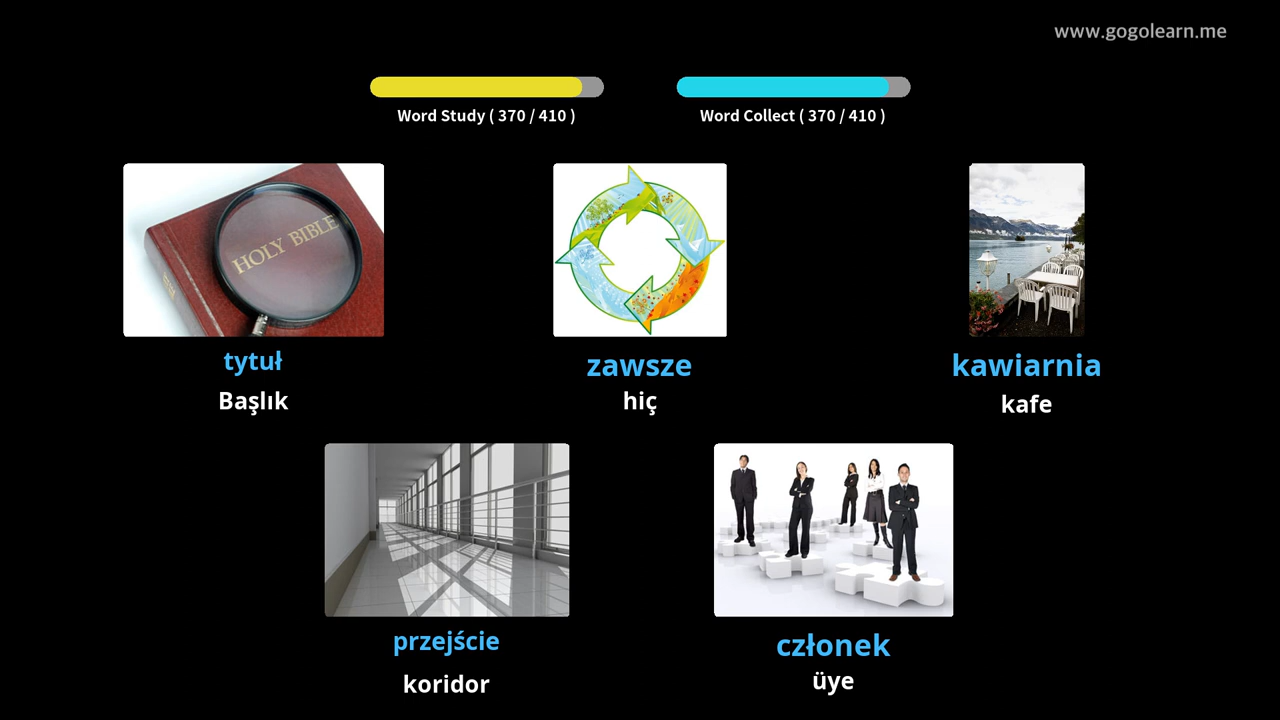 www.gogolearn.me
Word Study ( 370 / 410 )
Word Collect ( 370 / 410 )
HOLY BIBLE
tytuł
Başlık
zawsze
hiç
kawiarnia
kafe
przejście
koridor
członek
üye